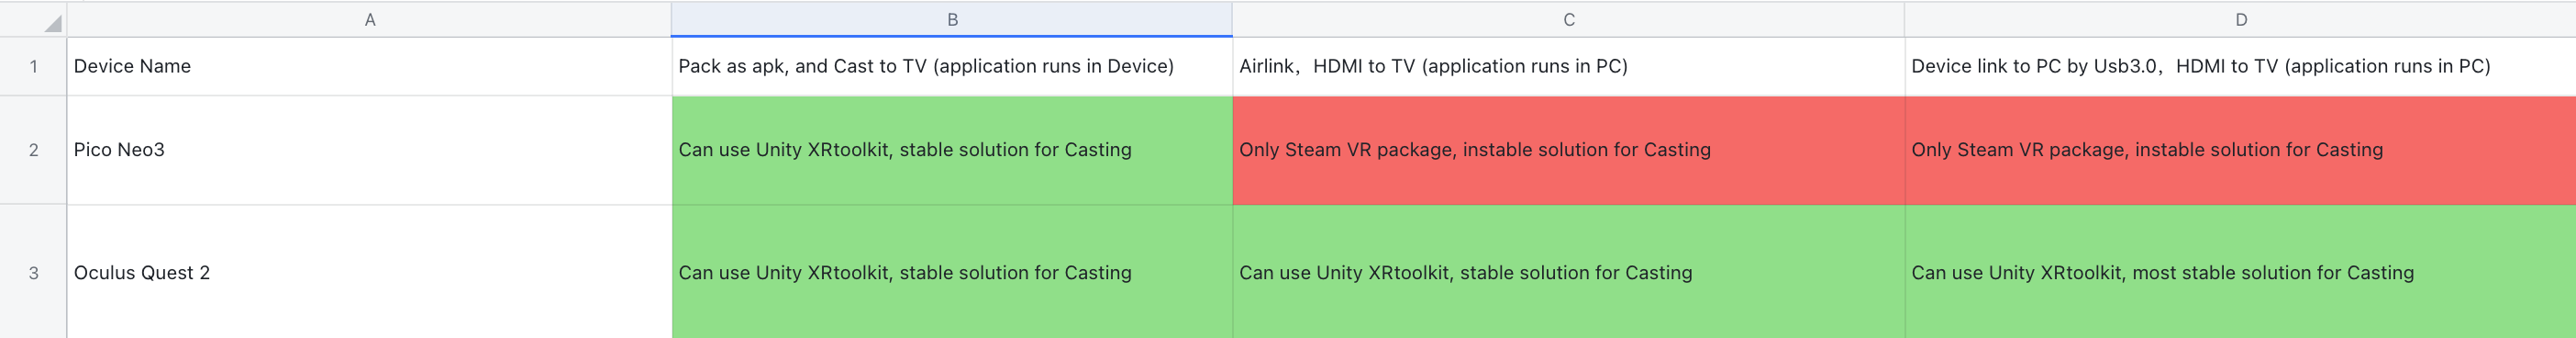 A B C D
1 Device Name Pack as apk, and Cast to TV (application runs in Device) Airlink，HDMI to TV (application runs in PC) Device link to PC by Usb3.0，HDMI to TV (application runs in PC)
2 Pico Neo3 Can use Unity XRtoolkit, stable solution for Casting Only Steam VR package, instable solution for Casting Only Steam VR package, instable solution for Casting
3 Oculus Quest 2 Can use Unity XRtoolkit, stable solution for Casting Can use Unity XRtoolkit, stable solution for Casting Can use Unity XRtoolkit, most stable solution for Casting